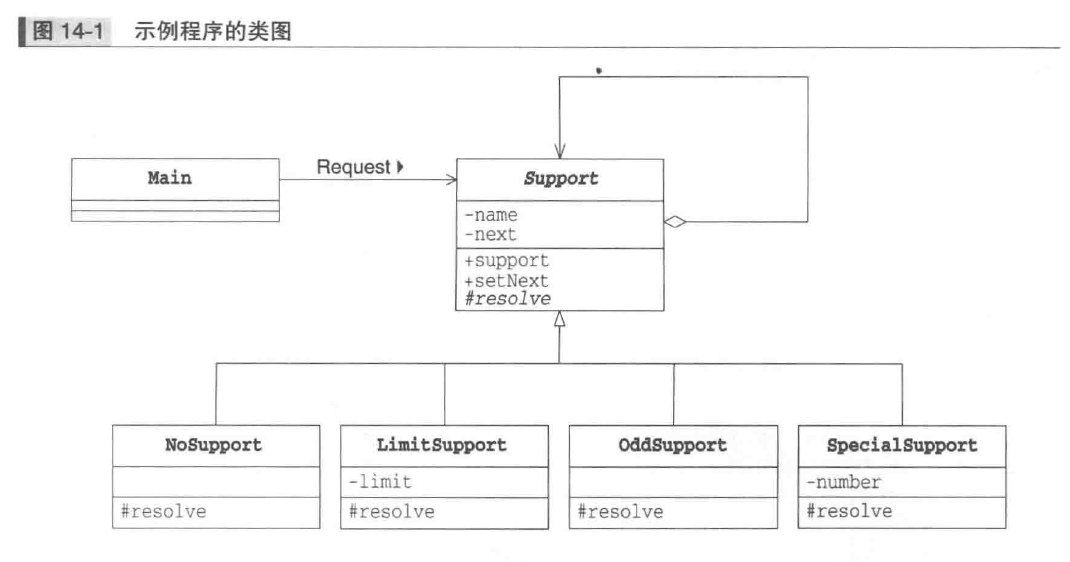 图 14-1 示例程序的类图
Main
Request
Support
-name
-next
+support
+setNext
#resolve
NoSupport
#resolve
LimitSupport
-limit
#resolve
OddSupport
#resolve
SpecialSupport
-number
#resolve